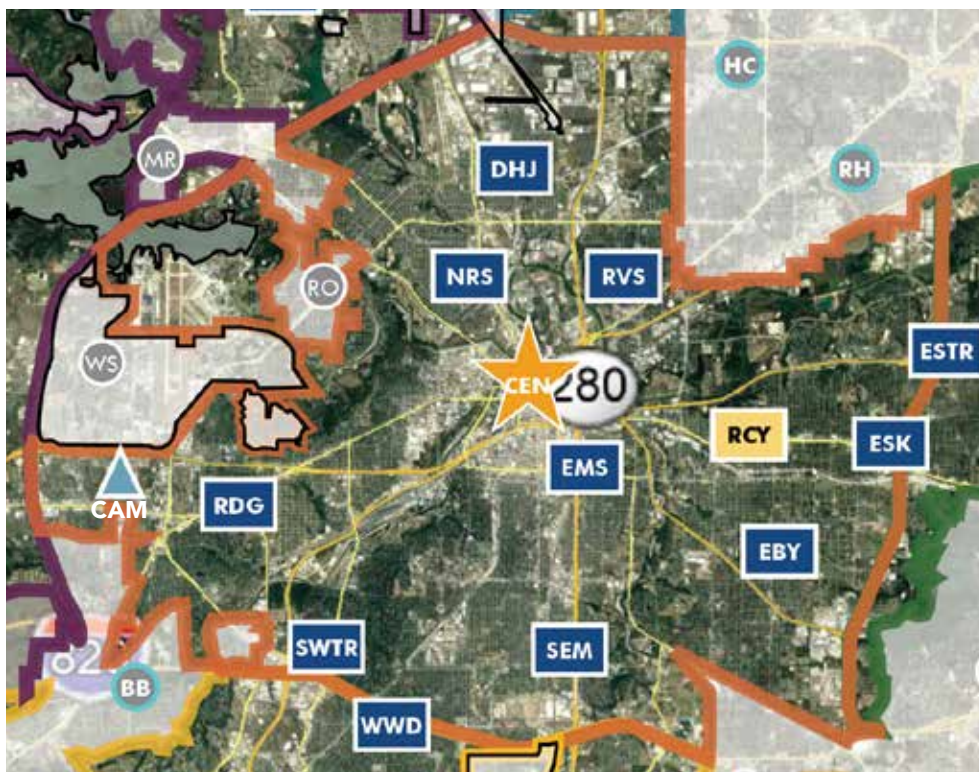 HC
MR
DHJ
RH
NRS
RVS
RO
ESTR
WS
CEN
280
RCY
ESK
EMS
CAM
RDG
EBY
SWTR
SEM
BB
WWD